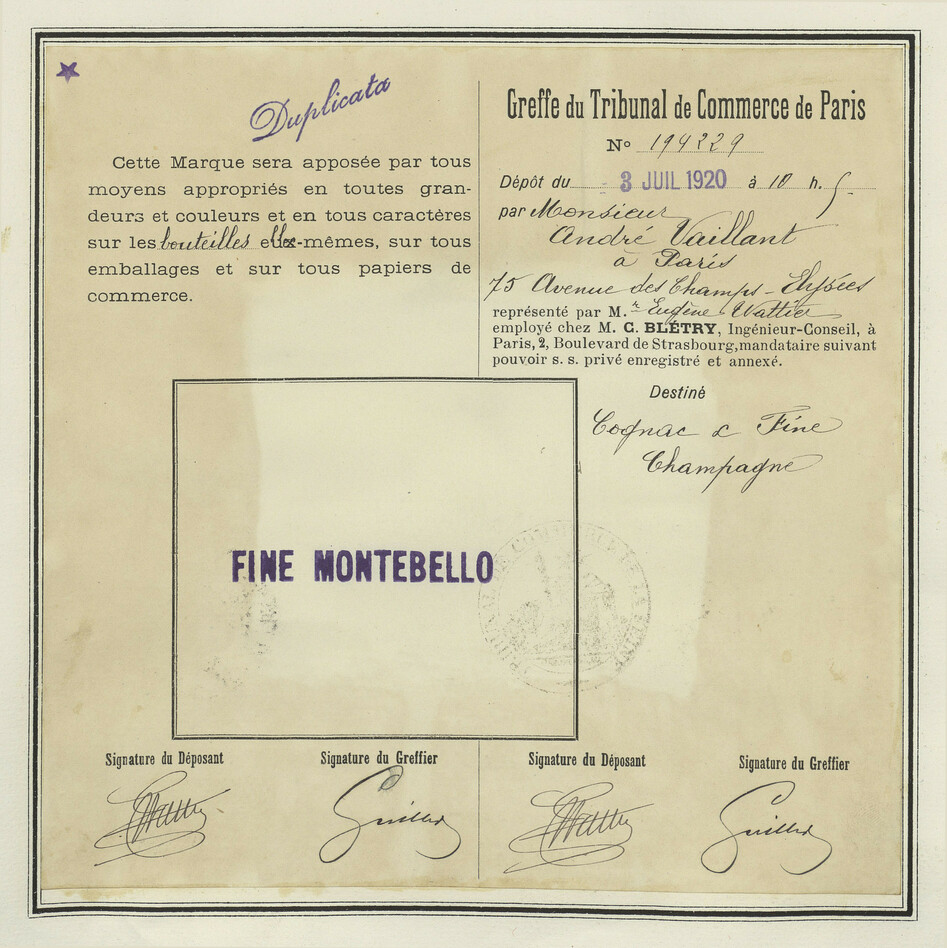 Duplicata
Cette Marque sera apposée par tous
moyens appropriés en toutes gran-
deurs et couleurs et en tous caractères
sur les bouteilles elles-mêmes, sur tous
emballages et sur tous papiers de
commerce.
Greffe du Tribunal de Commerce de Paris
No 194229
Dépôt du 3 JUIL 1920 à 10 h.
par Monsieur
André Vaillant
à Paris
75 Avenue des Champs-Elysées
représenté par M.r Eugène Wattier
employé chez M. C. BLÉTRY, Ingénieur-Conseil, à
Paris, 2, Boulevard de Strasbourg, mandataire suivant
pouvoir s. s. privé enregistré et annexé.
Destiné
Cognac & Fine
Champagne
FINE MONTEBELLO
Signature du Déposant
Signature du Greffier
Signature du Déposant
Signature du Greffier